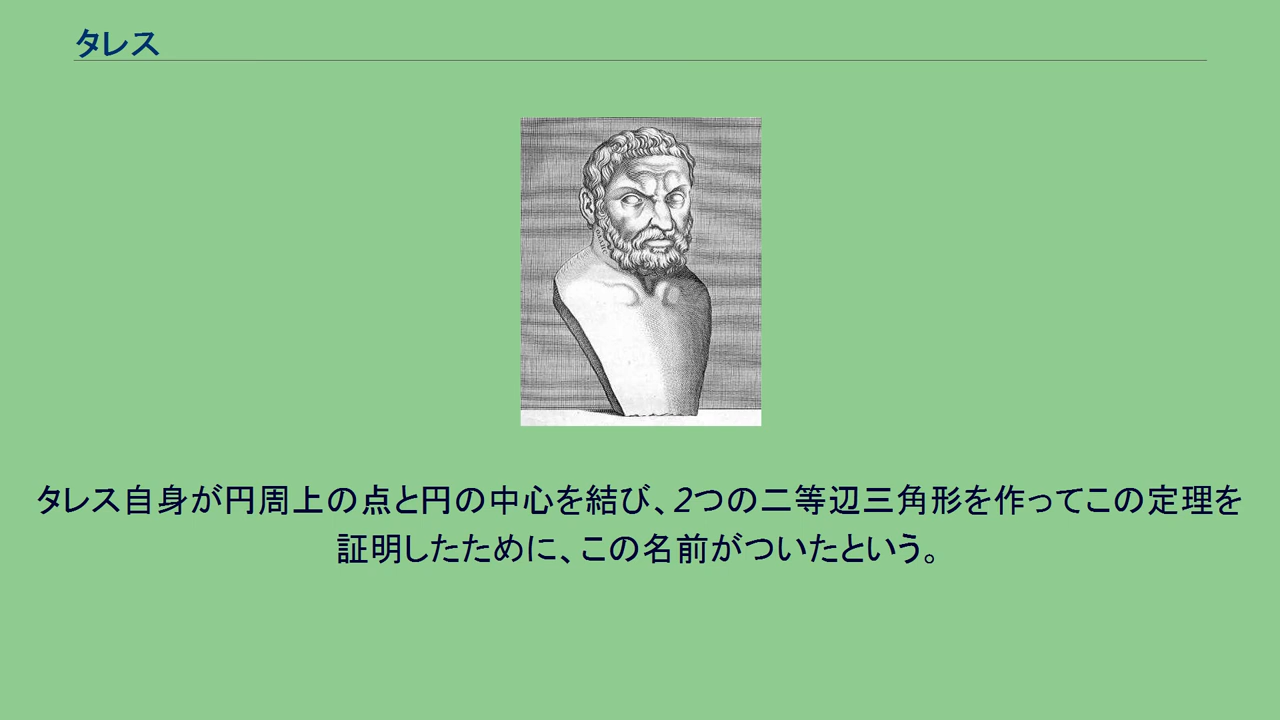 タレス
タレス自身が円周上の点と円の中心を結び、2つの二等辺三角形を作ってこの定理を
証明したために、この名前がついたという。